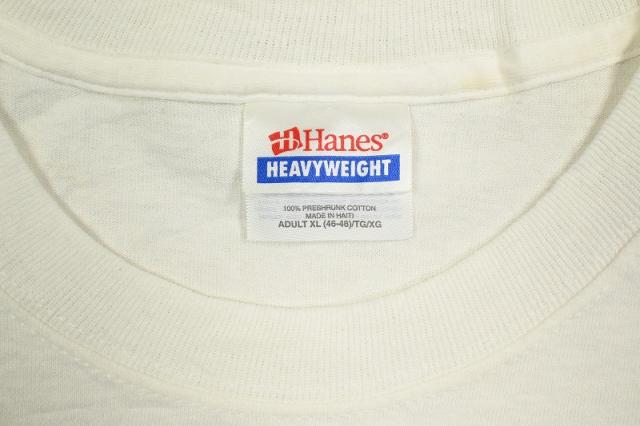 Hanes®
HEAVYWEIGHT
100% PRESHRUNK COTTON
MADE IN HAITI
ADULT XL (46-48)/TG/XG